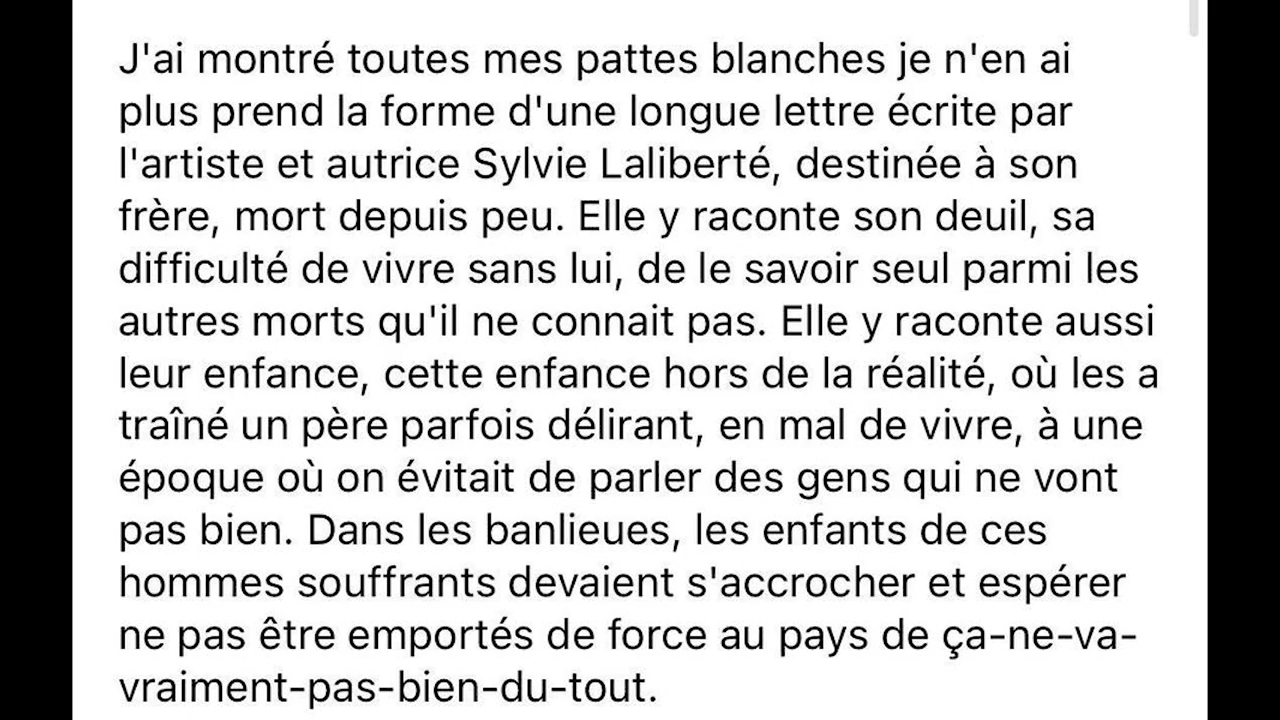 J'ai montré toutes mes pattes blanches je n'en ai
plus prend la forme d'une longue lettre écrite par
l'artiste et autrice Sylvie Laliberté, destinée à son
frère, mort depuis peu. Elle y raconte son deuil, sa
difficulté de vivre sans lui, de le savoir seul parmi les
autres morts qu'il ne connait pas. Elle y raconte aussi
leur enfance, cette enfance hors de la réalité, où les a
traîné un père parfois délirant, en mal de vivre, à une
époque où on évitait de parler des gens qui ne vont
pas bien. Dans les banlieues, les enfants de ces
hommes souffrants devaient s'accrocher et espérer
ne pas être emportés de force au pays de ça-ne-va-
vraiment-pas-bien-du-tout.